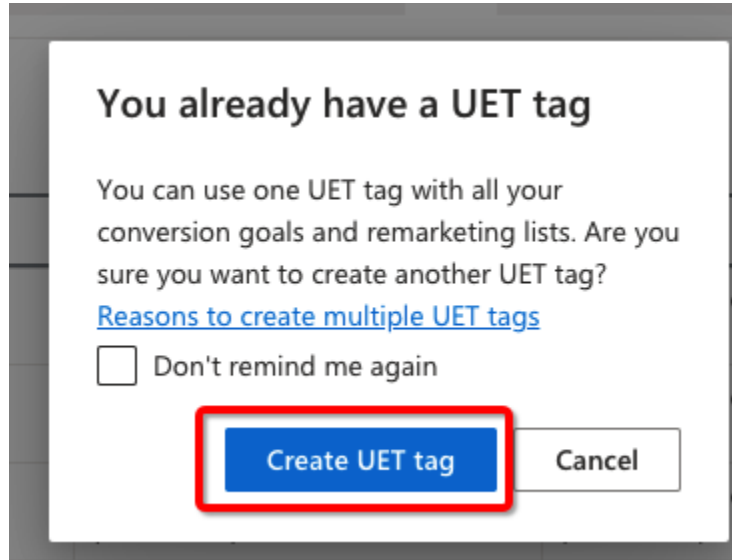 You already have a UET tag
You can use one UET tag with all your
conversion goals and remarketing lists. Are you
sure you want to create another UET tag?
Reasons to create multiple UET tags
Don't remind me again
Create UET tag
Cancel